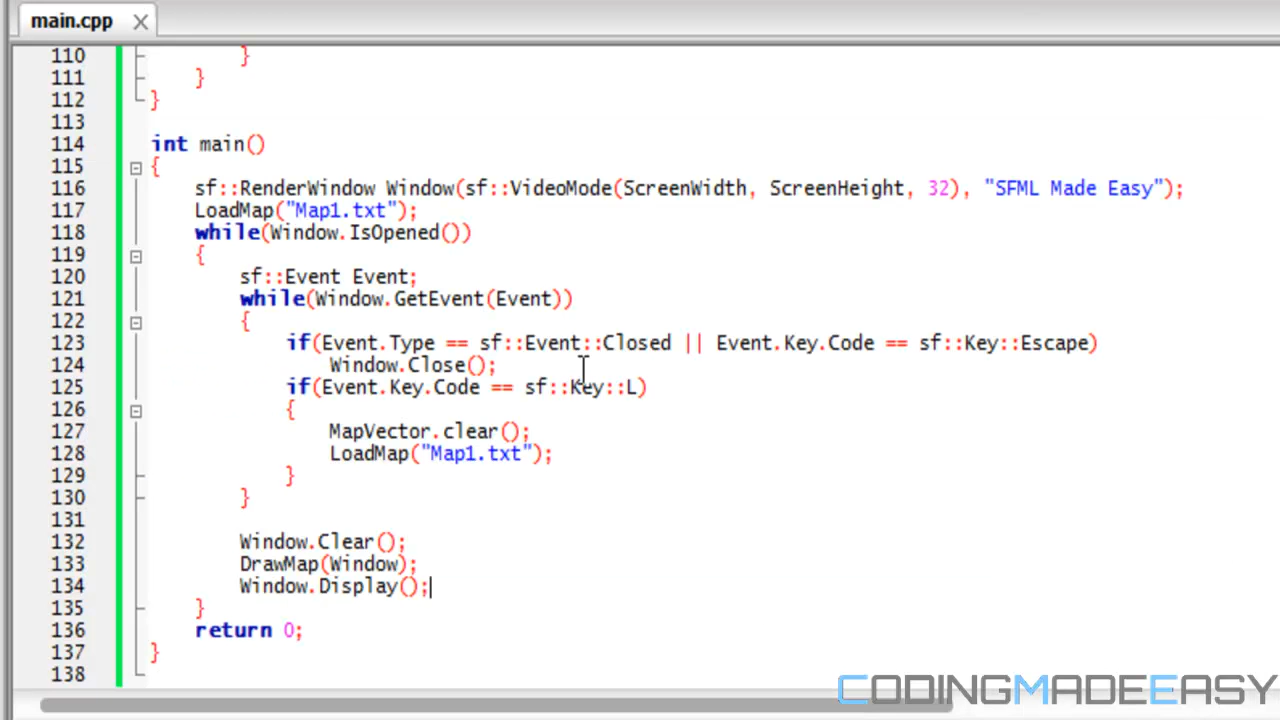 main.cpp
110 }
111 }
112 }
113
114 int main()
115 {
116 sf::RenderWindow Window(sf::VideoMode(ScreenWidth, ScreenHeight, 32), "SFML Made Easy");
117 LoadMap("Map1.txt");
118 while(Window.IsOpened())
119 {
120 sf::Event Event;
121 while(Window.GetEvent(Event))
122 {
123 if(Event.Type == sf::Event::Closed || Event.Key.Code == sf::Key::Escape)
124 Window.Close();
125 if(Event.Key.Code == sf::Key::L)
126 {
127 MapVector.clear();
128 LoadMap("Map1.txt");
129 }
130 }
131
132 Window.Clear();
133 DrawMap(Window);
134 Window.Display();
135 }
136 return 0;
137 }
138
CODINGMADEEASY